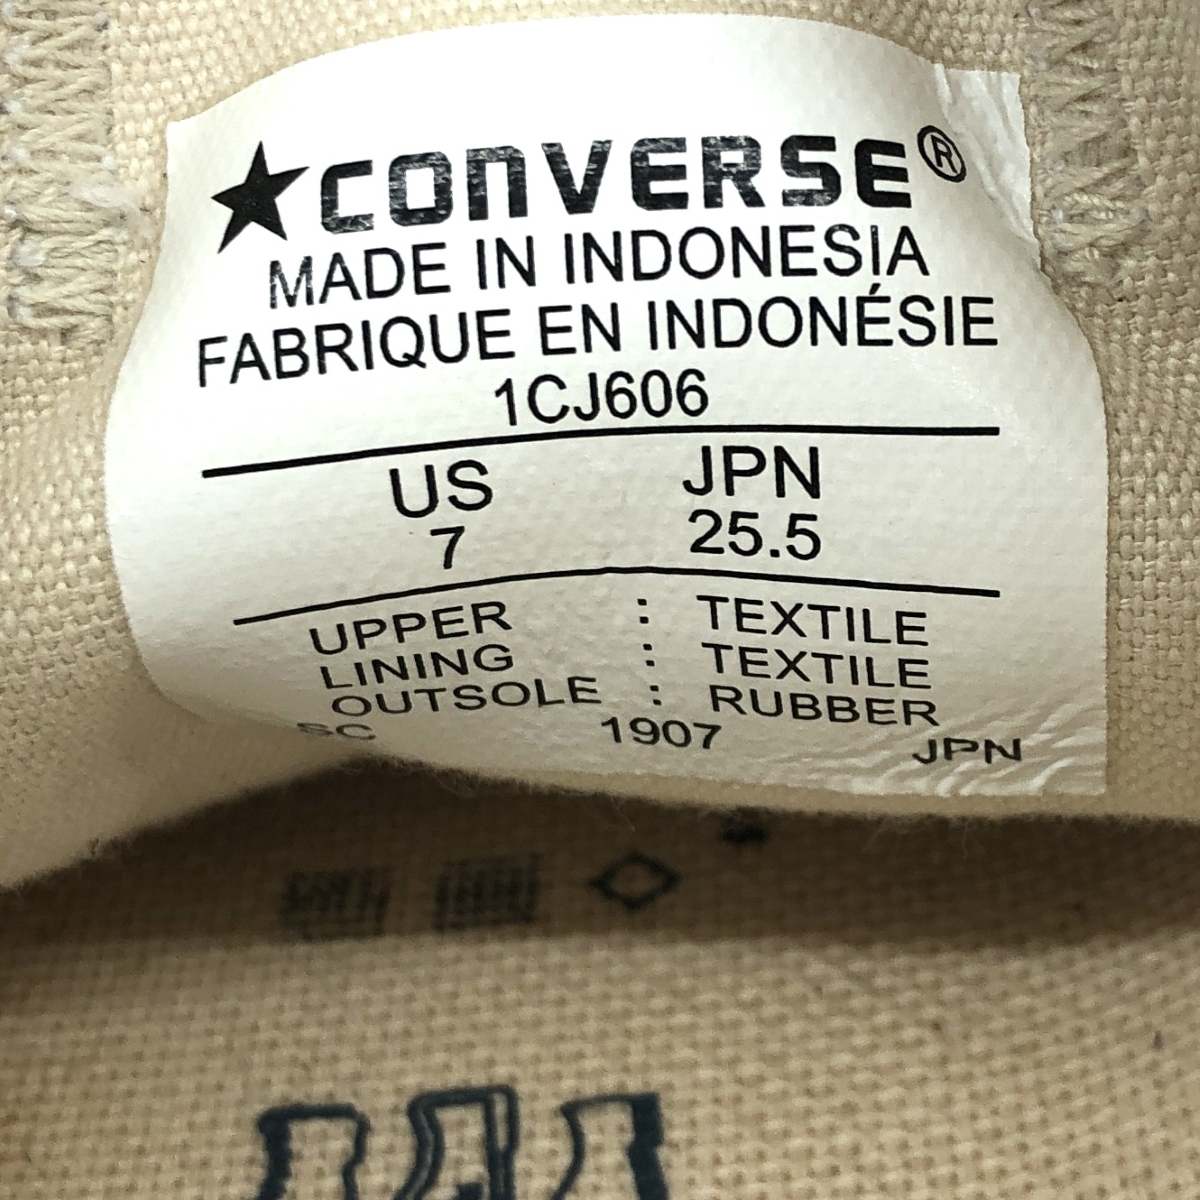 ★CONVERSE®
MADE IN INDONESIA
FABRIQUE EN INDONÉSIE
1CJ606
US JPN
7 25.5
UPPER : TEXTILE
LINING : TEXTILE
OUTSOLE : RUBBER
SC 1907 JPN